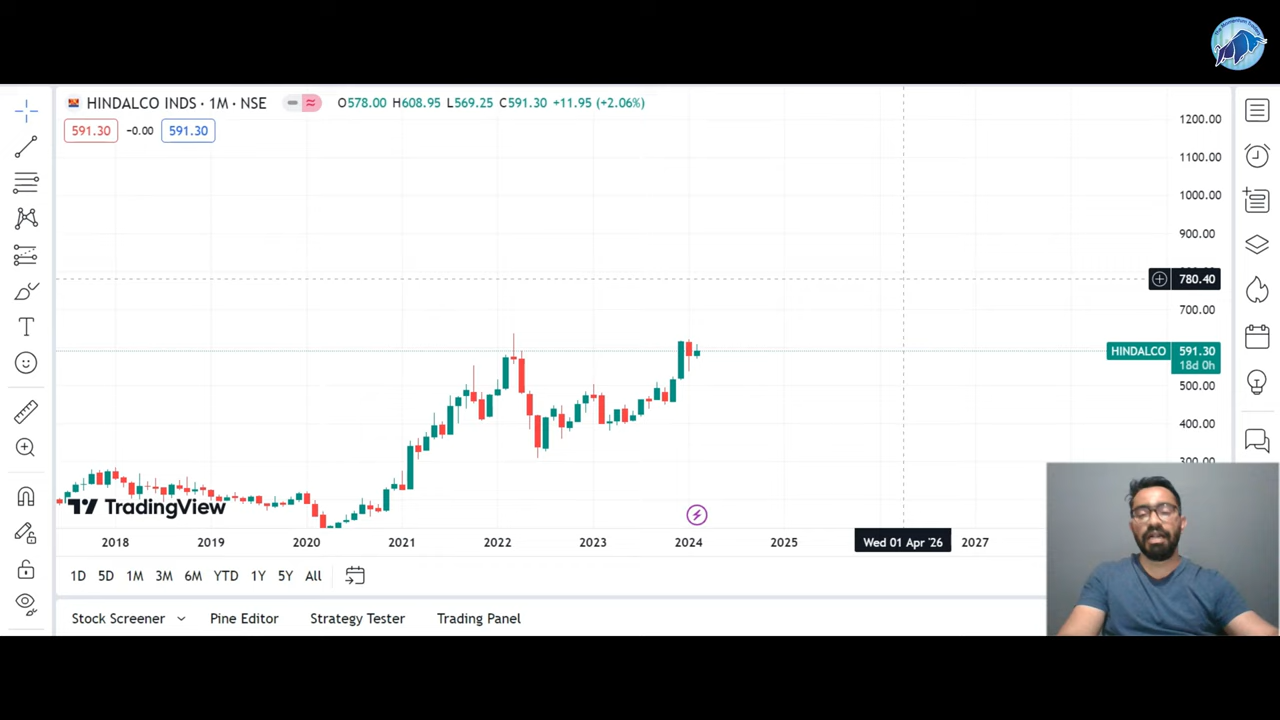 HINDALCO INDS · 1M · NSE O578.00 H608.95 L569.25 C591.30 +11.95 (+2.06%)
591.30 −0.00 591.30
1200.00
1100.00
1000.00
900.00
780.40
700.00
HINDALCO 591.30
18d 0h
500.00
400.00
300.00
TradingView
2018 2019 2020 2021 2022 2023 2024 2025 Wed 01 Apr '26 2027
1D 5D 1M 3M 6M YTD 1Y 5Y All
Stock Screener Pine Editor Strategy Tester Trading Panel